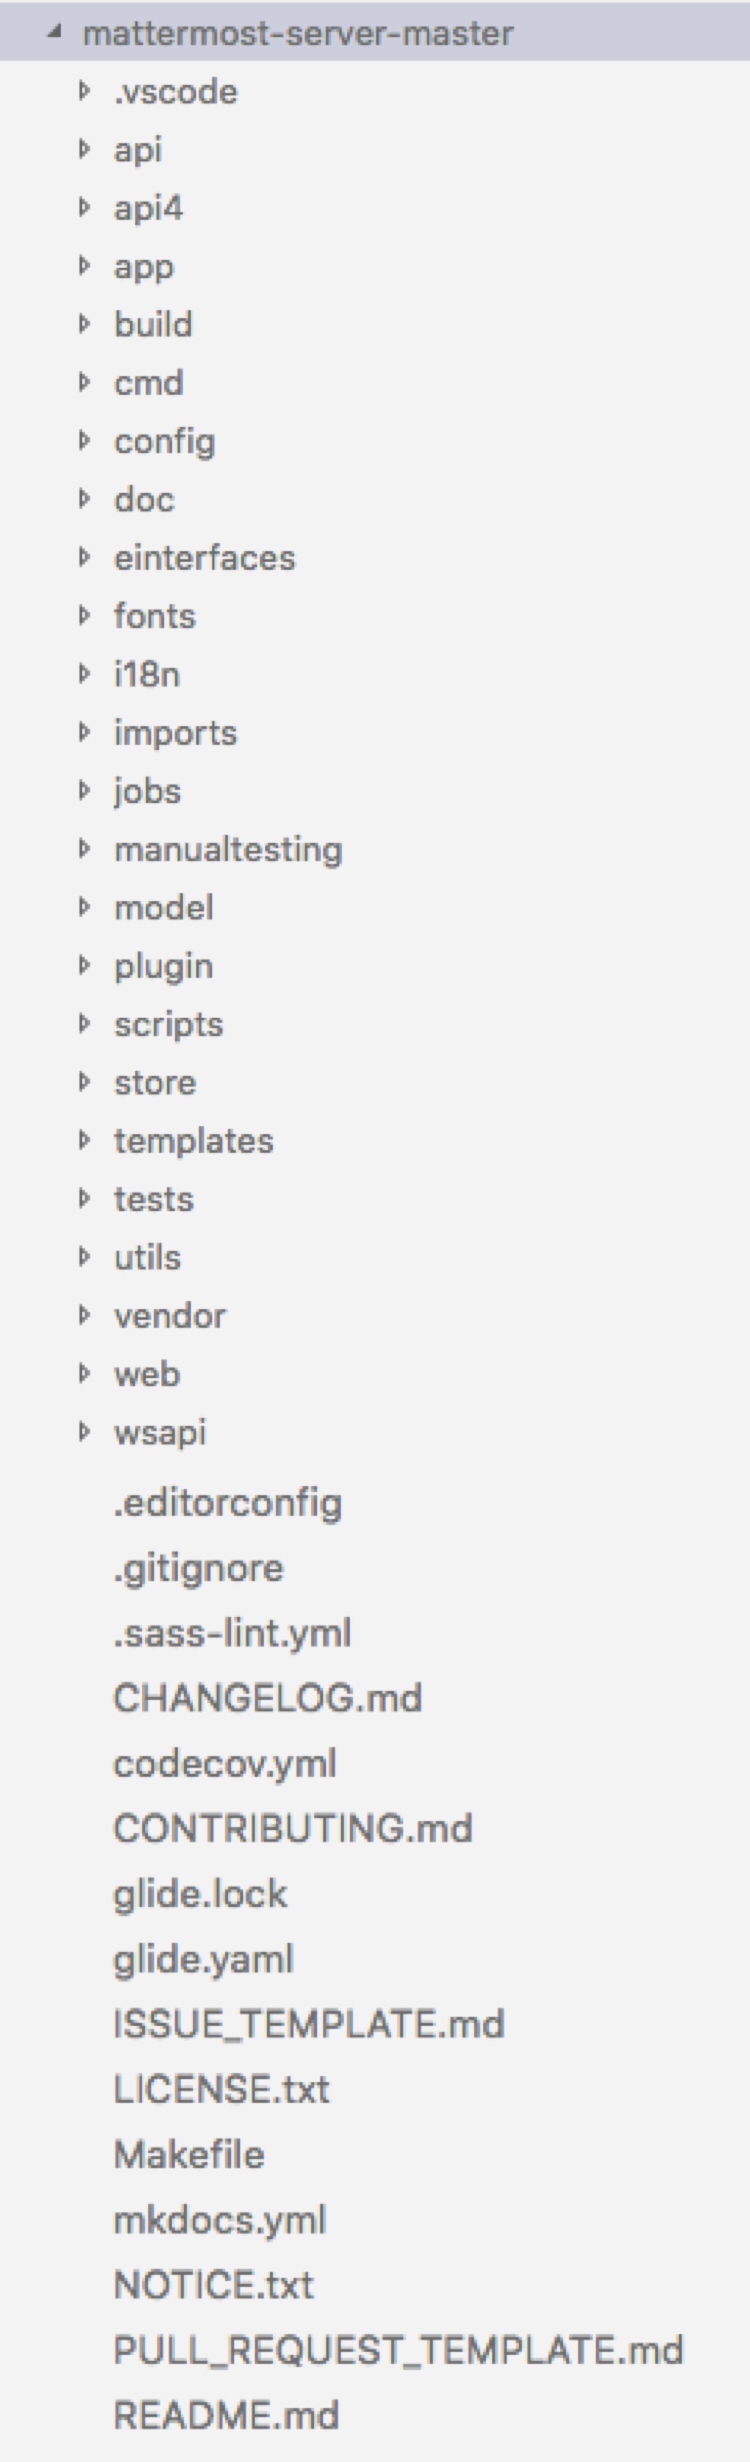 mattermost-server-master
.vscode
api
api4
app
build
cmd
config
doc
einterfaces
fonts
i18n
imports
jobs
manualtesting
model
plugin
scripts
store
templates
tests
utils
vendor
web
wsapi
.editorconfig
.gitignore
.sass-lint.yml
CHANGELOG.md
codecov.yml
CONTRIBUTING.md
glide.lock
glide.yaml
ISSUE_TEMPLATE.md
LICENSE.txt
Makefile
mkdocs.yml
NOTICE.txt
PULL_REQUEST_TEMPLATE.md
README.md